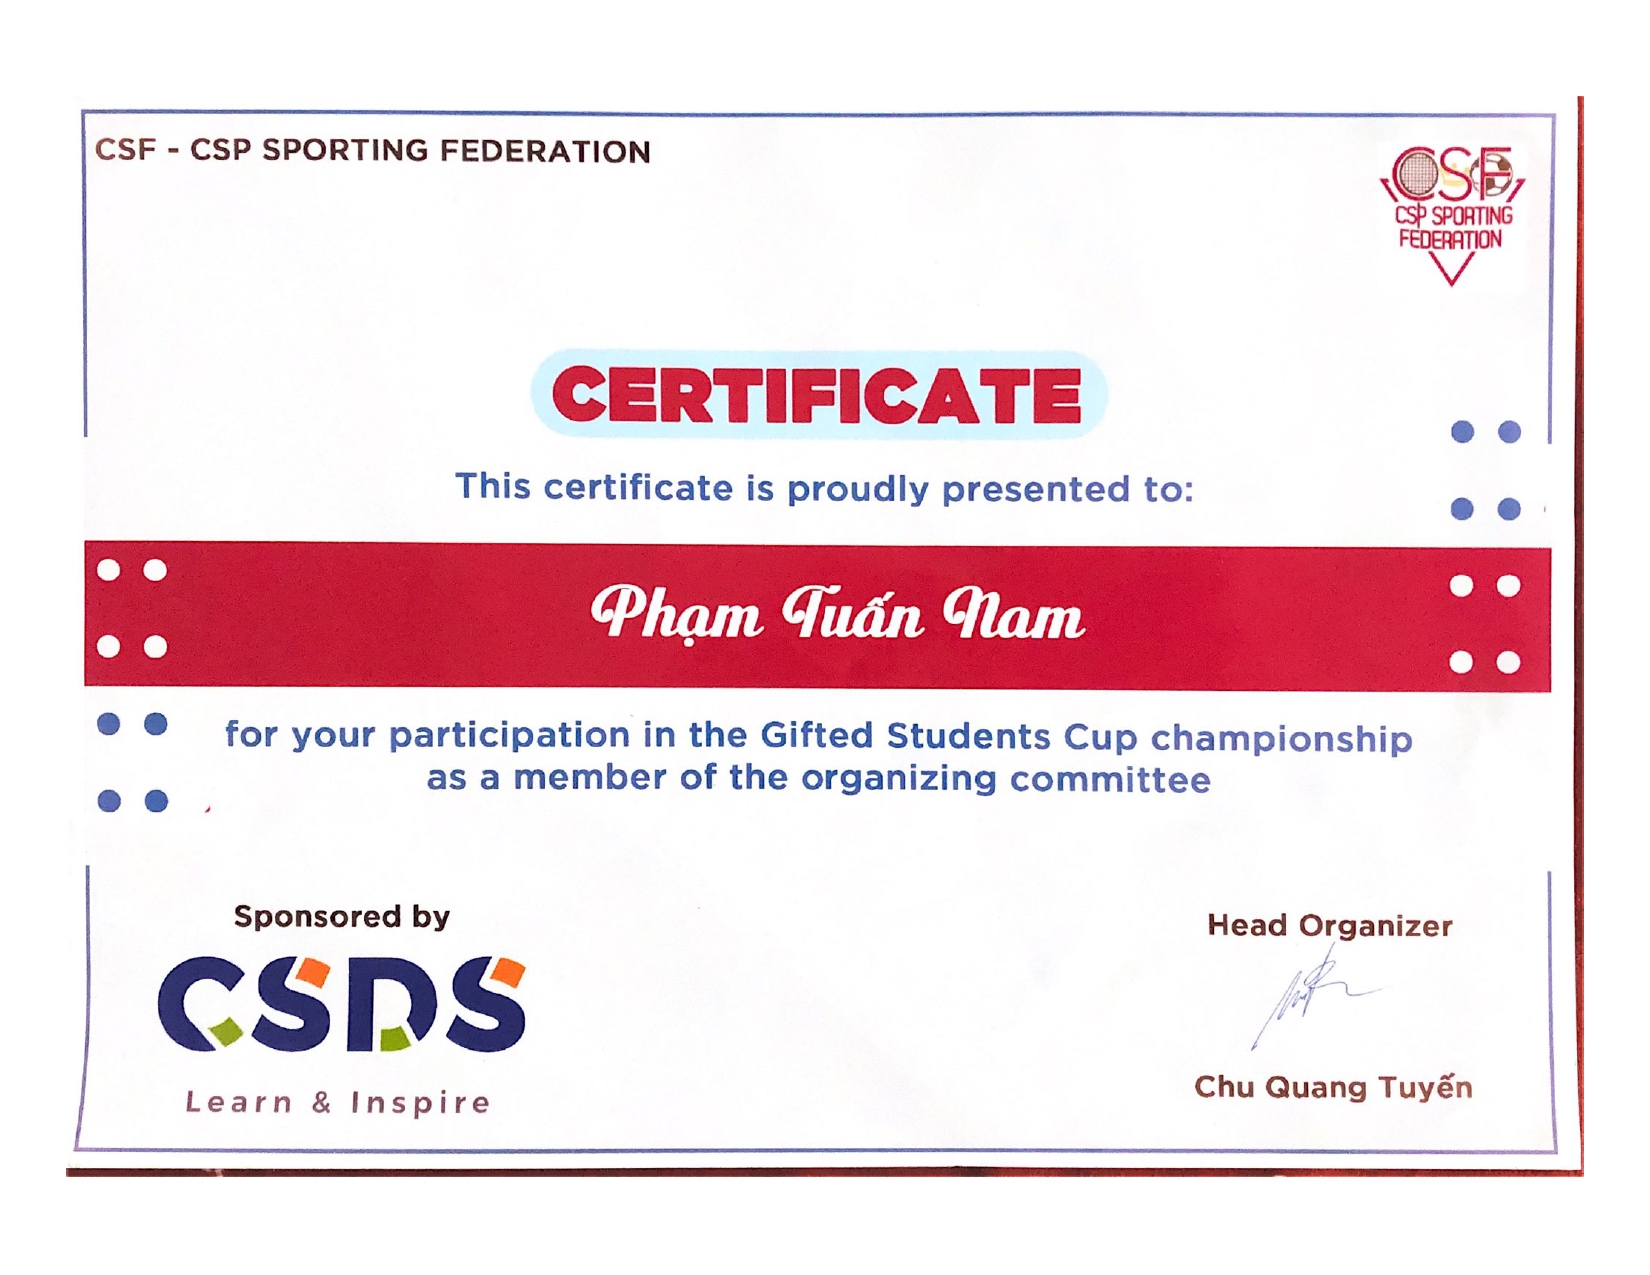 CSF - CSP SPORTING FEDERATION
CSF
CSP SPORTING
FEDERATION
CERTIFICATE
This certificate is proudly presented to:
Phạm Tuấn Nam
for your participation in the Gifted Students Cup championship
as a member of the organizing committee
Sponsored by
CSDS
Learn & Inspire
Head Organizer
Chu Quang Tuyến